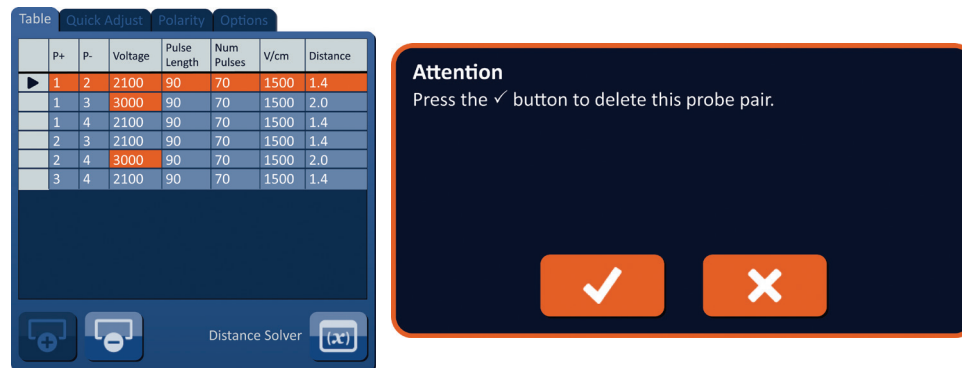 Table Quick Adjust Polarity Options
P+ P- Voltage Pulse Length Num Pulses V/cm Distance
1 2 2100 90 70 1500 1.4
1 3 3000 90 70 1500 2.0
1 4 2100 90 70 1500 1.4
2 3 2100 90 70 1500 1.4
2 4 3000 90 70 1500 2.0
3 4 2100 90 70 1500 1.4
Distance Solver (x)
Attention
Press the ✓ button to delete this probe pair.